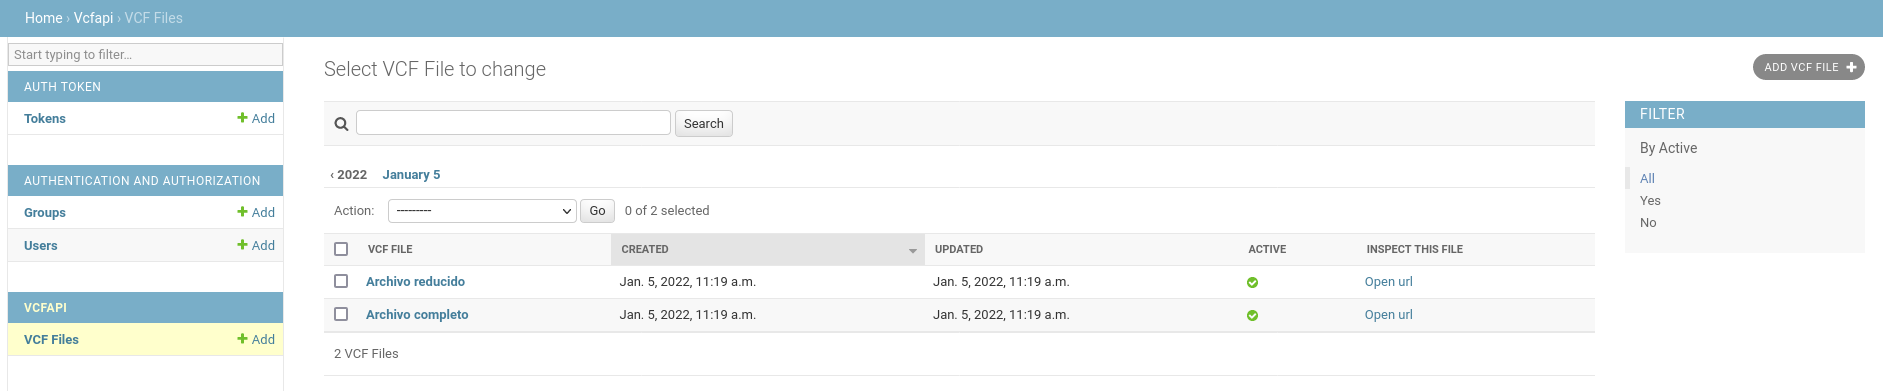 Home › Vcfapi › VCF Files
Start typing to filter...
AUTH TOKEN
Tokens + Add
AUTHENTICATION AND AUTHORIZATION
Groups + Add
Users + Add
VCFAPI
VCF Files + Add
Select VCF File to change
ADD VCF FILE +
Search
‹ 2022 January 5
Action: --------- Go 0 of 2 selected
VCF FILE CREATED UPDATED ACTIVE INSPECT THIS FILE
Archivo reducido Jan. 5, 2022, 11:19 a.m. Jan. 5, 2022, 11:19 a.m. Open url
Archivo completo Jan. 5, 2022, 11:19 a.m. Jan. 5, 2022, 11:19 a.m. Open url
2 VCF Files
FILTER
By Active
All
Yes
No